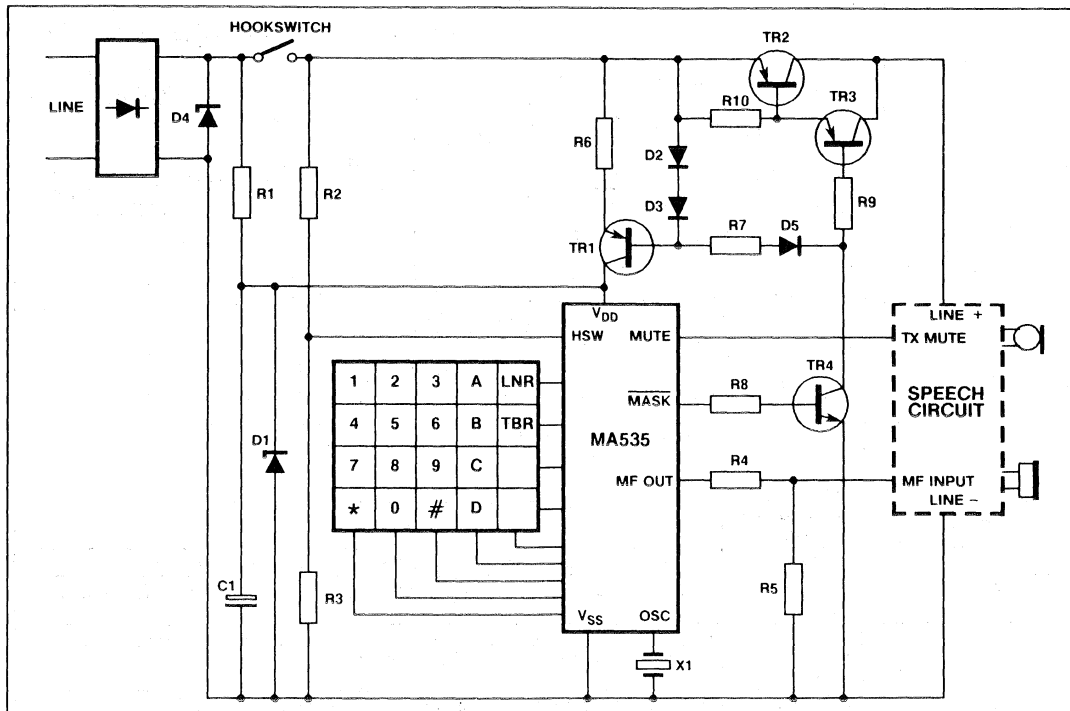 HOOKSWITCH
TR2
LINE
D4
R10
TR3
R6
D2
R1
R2
R9
D3
R7
D5
TR1
VDD
LINE +
HSW
MUTE
TX MUTE
TR4
1 2 3 A LNR
MASK
R8
SPEECH
CIRCUIT
4 5 6 B TBR
D1
MA535
7 8 9 C
MF OUT
R4
MF INPUT
* 0 # D
LINE –
C1
R3
R5
VSS
OSC
X1